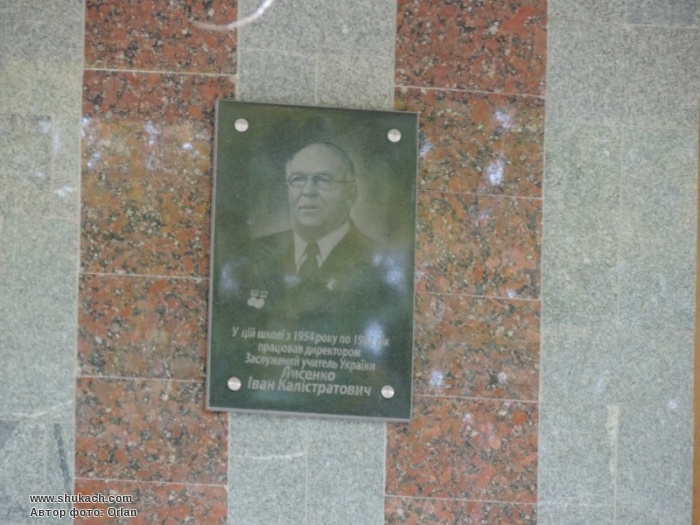 У цій школі з 1954 року по рік
працював директором
Заслужений учитель України
Лисенко
Іван Калістратович
www.shukach.com
Автор фото: Orlan